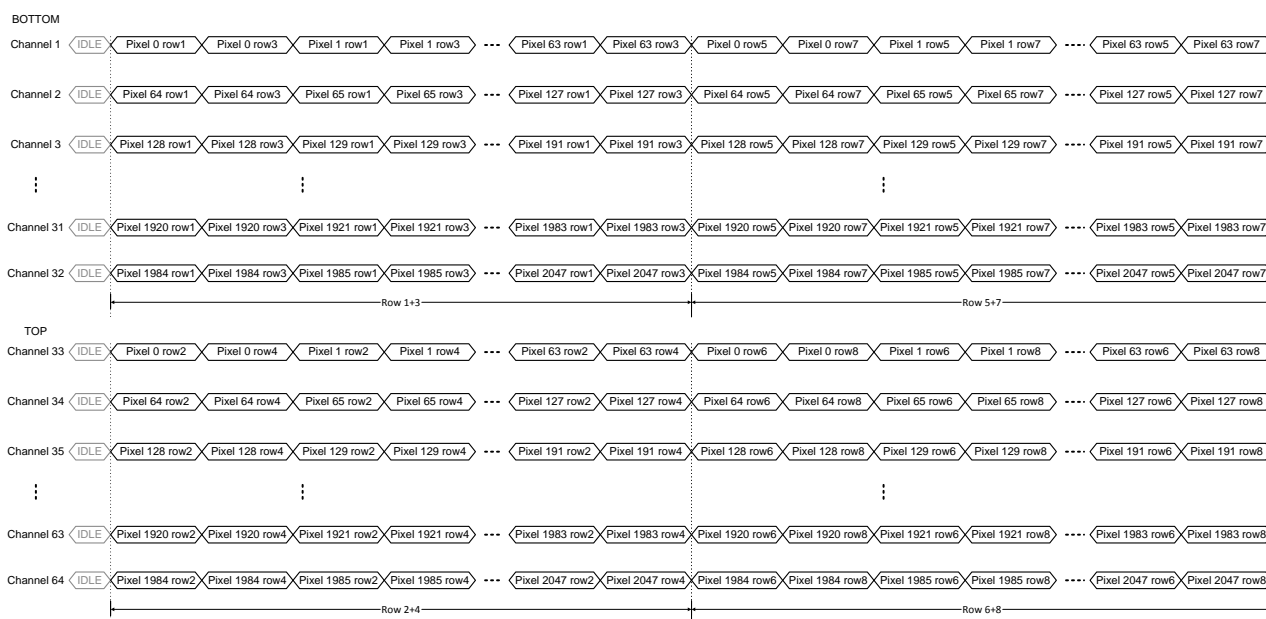 BOTTOM
Channel 1 IDLE Pixel 0 row1 Pixel 0 row3 Pixel 1 row1 Pixel 1 row3 Pixel 63 row1 Pixel 63 row3 Pixel 0 row5 Pixel 0 row7 Pixel 1 row5 Pixel 1 row7 Pixel 63 row5 Pixel 63 row7
Channel 2 IDLE Pixel 64 row1 Pixel 64 row3 Pixel 65 row1 Pixel 65 row3 Pixel 127 row1 Pixel 127 row3 Pixel 64 row5 Pixel 64 row7 Pixel 65 row5 Pixel 65 row7 Pixel 127 row5 Pixel 127 row7
Channel 3 IDLE Pixel 128 row1 Pixel 128 row3 Pixel 129 row1 Pixel 129 row3 Pixel 191 row1 Pixel 191 row3 Pixel 128 row5 Pixel 128 row7 Pixel 129 row5 Pixel 129 row7 Pixel 191 row5 Pixel 191 row7
Channel 31 IDLE Pixel 1920 row1 Pixel 1920 row3 Pixel 1921 row1 Pixel 1921 row3 Pixel 1983 row1 Pixel 1983 row3 Pixel 1920 row5 Pixel 1920 row7 Pixel 1921 row5 Pixel 1921 row7 Pixel 1983 row5 Pixel 1983 row7
Channel 32 IDLE Pixel 1984 row1 Pixel 1984 row3 Pixel 1985 row1 Pixel 1985 row3 Pixel 2047 row1 Pixel 2047 row3 Pixel 1984 row5 Pixel 1984 row7 Pixel 1985 row5 Pixel 1985 row7 Pixel 2047 row5 Pixel 2047 row7
Row 1+3 Row 5+7
TOP
Channel 33 IDLE Pixel 0 row2 Pixel 0 row4 Pixel 1 row2 Pixel 1 row4 Pixel 63 row2 Pixel 63 row4 Pixel 0 row6 Pixel 0 row8 Pixel 1 row6 Pixel 1 row8 Pixel 63 row6 Pixel 63 row8
Channel 34 IDLE Pixel 64 row2 Pixel 64 row4 Pixel 65 row2 Pixel 65 row4 Pixel 127 row2 Pixel 127 row4 Pixel 64 row6 Pixel 64 row8 Pixel 65 row6 Pixel 65 row8 Pixel 127 row6 Pixel 127 row8
Channel 35 IDLE Pixel 128 row2 Pixel 128 row4 Pixel 129 row2 Pixel 129 row4 Pixel 191 row2 Pixel 191 row4 Pixel 128 row6 Pixel 128 row8 Pixel 129 row6 Pixel 129 row8 Pixel 191 row6 Pixel 191 row8
Channel 63 IDLE Pixel 1920 row2 Pixel 1920 row4 Pixel 1921 row2 Pixel 1921 row4 Pixel 1983 row2 Pixel 1983 row4 Pixel 1920 row6 Pixel 1920 row8 Pixel 1921 row6 Pixel 1921 row8 Pixel 1983 row6 Pixel 1983 row8
Channel 64 IDLE Pixel 1984 row2 Pixel 1984 row4 Pixel 1985 row2 Pixel 1985 row4 Pixel 2047 row2 Pixel 2047 row4 Pixel 1984 row6 Pixel 1984 row8 Pixel 1985 row6 Pixel 1985 row8 Pixel 2047 row6 Pixel 2047 row8
Row 2+4 Row 6+8